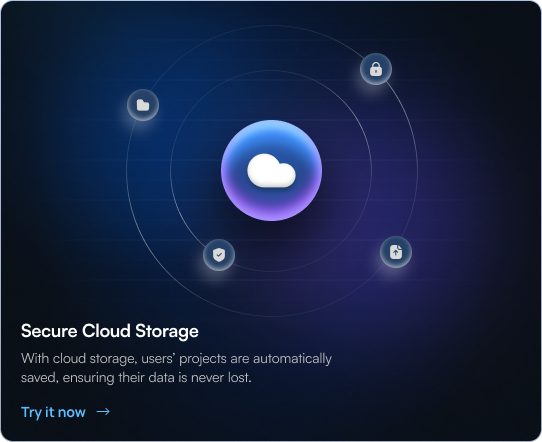 Secure Cloud Storage
With cloud storage, users’ projects are automatically
saved, ensuring their data is never lost.
Try it now →